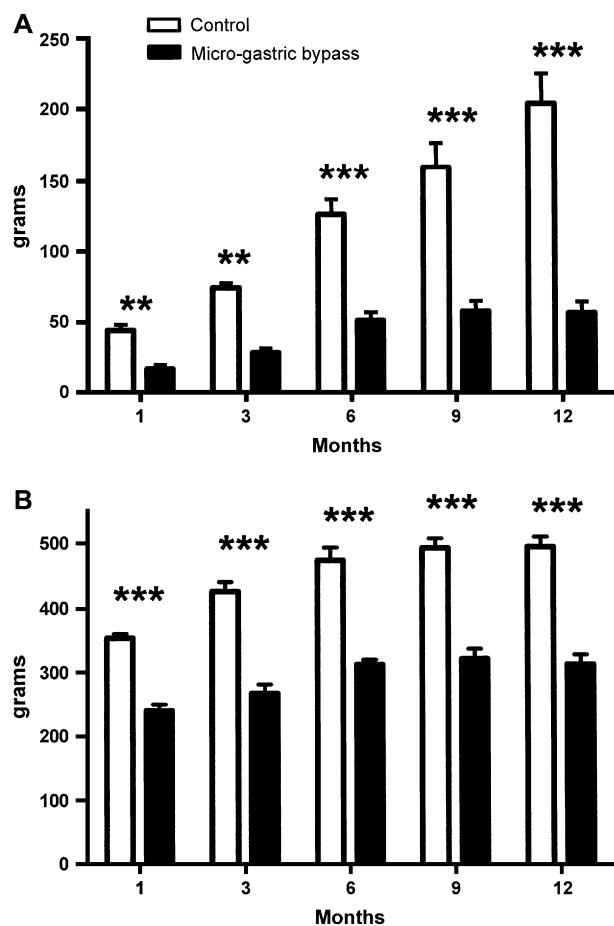 A
Control
Micro-gastric bypass
250
200
150
100
50
0
grams
** ** *** *** ***
1 3 6 9 12
Months
B
500
400
300
200
100
0
grams
*** *** *** *** ***
1 3 6 9 12
Months